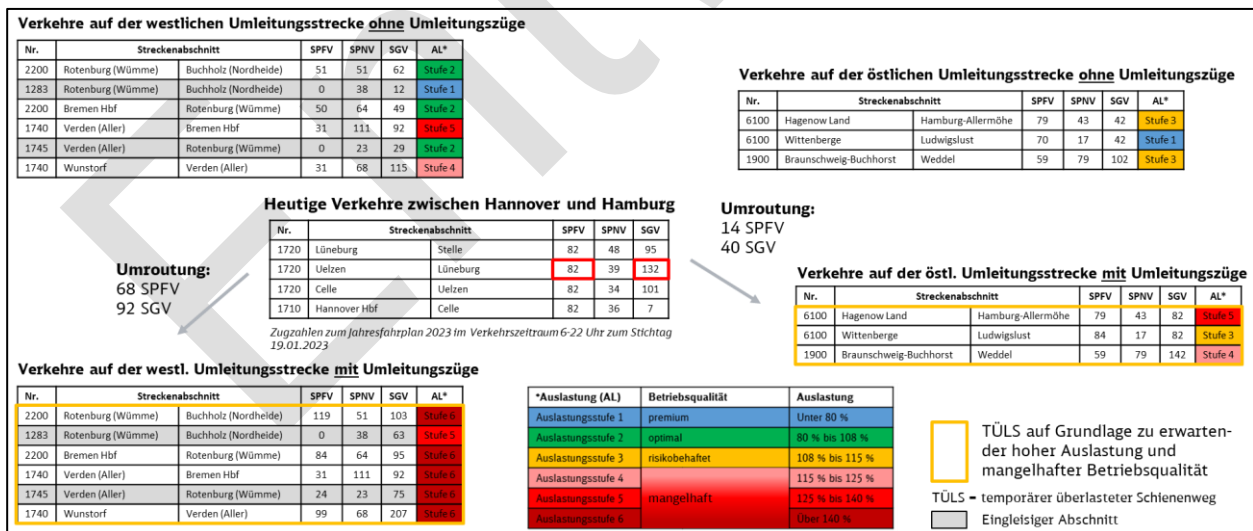 Verkehre auf der westlichen Umleitungsstrecke ohne Umleitungszüge
Nr. Streckenabschnitt SPFV SPNV SGV AL*
2200 Rotenburg (Wümme) Buchholz (Nordheide) 51 51 62 Stufe 2
1283 Rotenburg (Wümme) Buchholz (Nordheide) 0 38 12 Stufe 1
2200 Bremen Hbf Rotenburg (Wümme) 50 64 49 Stufe 2
1740 Verden (Aller) Bremen Hbf 31 111 92 Stufe 5
1745 Verden (Aller) Rotenburg (Wümme) 0 23 29 Stufe 2
1740 Wunstorf Verden (Aller) 31 68 115 Stufe 4
Verkehre auf der östlichen Umleitungsstrecke ohne Umleitungszüge
Nr. Streckenabschnitt SPFV SPNV SGV AL*
6100 Hagenow Land Hamburg-Allermöhe 79 43 42 Stufe 3
6100 Wittenberge Ludwigslust 70 17 42 Stufe 1
1900 Braunschweig-Buchhorst Weddel 59 79 102 Stufe 3
Heutige Verkehre zwischen Hannover und Hamburg
Nr. Streckenabschnitt SPFV SPNV SGV
1720 Lüneburg Stelle 82 48 95
1720 Uelzen Lüneburg 82 39 132
1720 Celle Uelzen 82 34 101
1710 Hannover Hbf Celle 82 36 7
Zugzahlen zum Jahresfahrplan 2023 im Verkehrszeitraum 6-22 Uhr zum Stichtag
19.01.2023
Umroutung:
68 SPFV
92 SGV
Umroutung:
14 SPFV
40 SGV
Verkehre auf der östl. Umleitungsstrecke mit Umleitungszüge
Nr. Streckenabschnitt SPFV SPNV SGV AL*
6100 Hagenow Land Hamburg-Allermöhe 79 43 82 Stufe 5
6100 Wittenberge Ludwigslust 84 17 82 Stufe 3
1900 Braunschweig-Buchhorst Weddel 59 79 142 Stufe 4
Verkehre auf der westl. Umleitungsstrecke mit Umleitungszüge
Nr. Streckenabschnitt SPFV SPNV SGV AL*
2200 Rotenburg (Wümme) Buchholz (Nordheide) 119 51 103 Stufe 6
1283 Rotenburg (Wümme) Buchholz (Nordheide) 0 38 63 Stufe 5
2200 Bremen Hbf Rotenburg (Wümme) 84 64 95 Stufe 6
1740 Verden (Aller) Bremen Hbf 31 111 92 Stufe 6
1745 Verden (Aller) Rotenburg (Wümme) 24 23 75 Stufe 6
1740 Wunstorf Verden (Aller) 99 68 207 Stufe 6
*Auslastung (AL) Betriebsqualität Auslastung
Auslastungsstufe 1 premium Unter 80 %
Auslastungsstufe 2 optimal 80 % bis 108 %
Auslastungsstufe 3 risikobehaftet 108 % bis 115 %
Auslastungsstufe 4 115 % bis 125 %
Auslastungsstufe 5 mangelhaft 125 % bis 140 %
Auslastungsstufe 6 Über 140 %
TÜLS auf Grundlage zu erwarten-
der hoher Auslastung und
mangelhafter Betriebsqualität
TÜLS = temporärer überlasteter Schienenweg
Eingleisiger Abschnitt